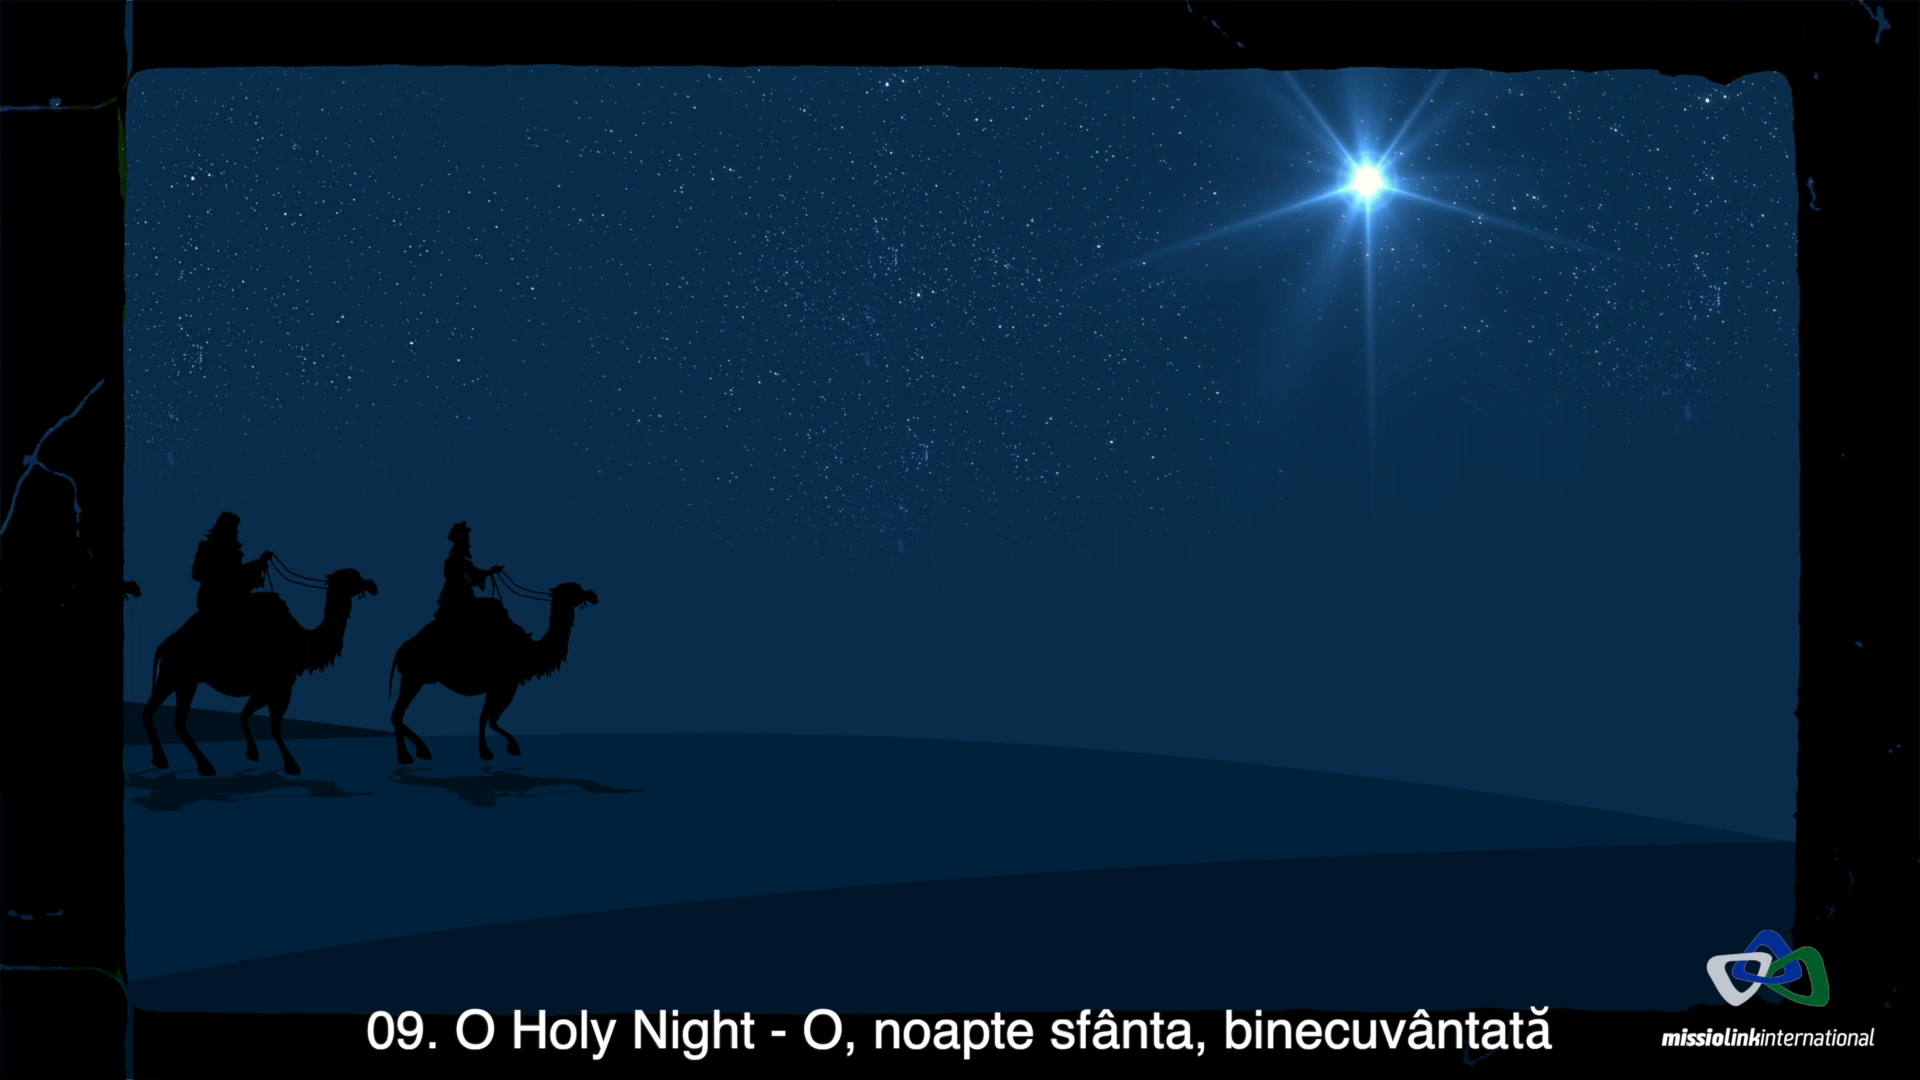 09. O Holy Night - O, noapte sfânta, binecuvântată
missiolinkinternational